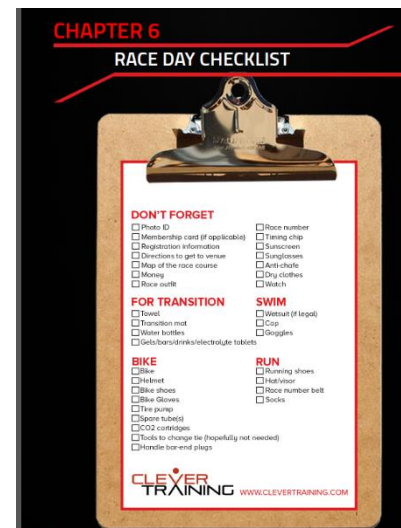 CHAPTER 6
RACE DAY CHECKLIST
DON'T FORGET
Photo ID
Membership card (if applicable)
Registration information
Directions to get to venue
Map of the race course
Money
Race outfit
Race number
Timing chip
Sunscreen
Sunglasses
Anti-chafe
Dry clothes
Watch
FOR TRANSITION
Towel
Transition mat
Water bottles
Gels/bars/drinks/electrolyte tablets
SWIM
Wetsuit (if legal)
Cap
Goggles
BIKE
Bike
Helmet
Bike shoes
Bike Gloves
Tire pump
Spare tube(s)
CO2 cartridges
Tools to change tie (hopefully not needed)
Handle bar-end plugs
RUN
Running shoes
Hat/visor
Race number belt
Socks
CLEVER
TRAINING
WWW.CLEVERTRAINING.COM